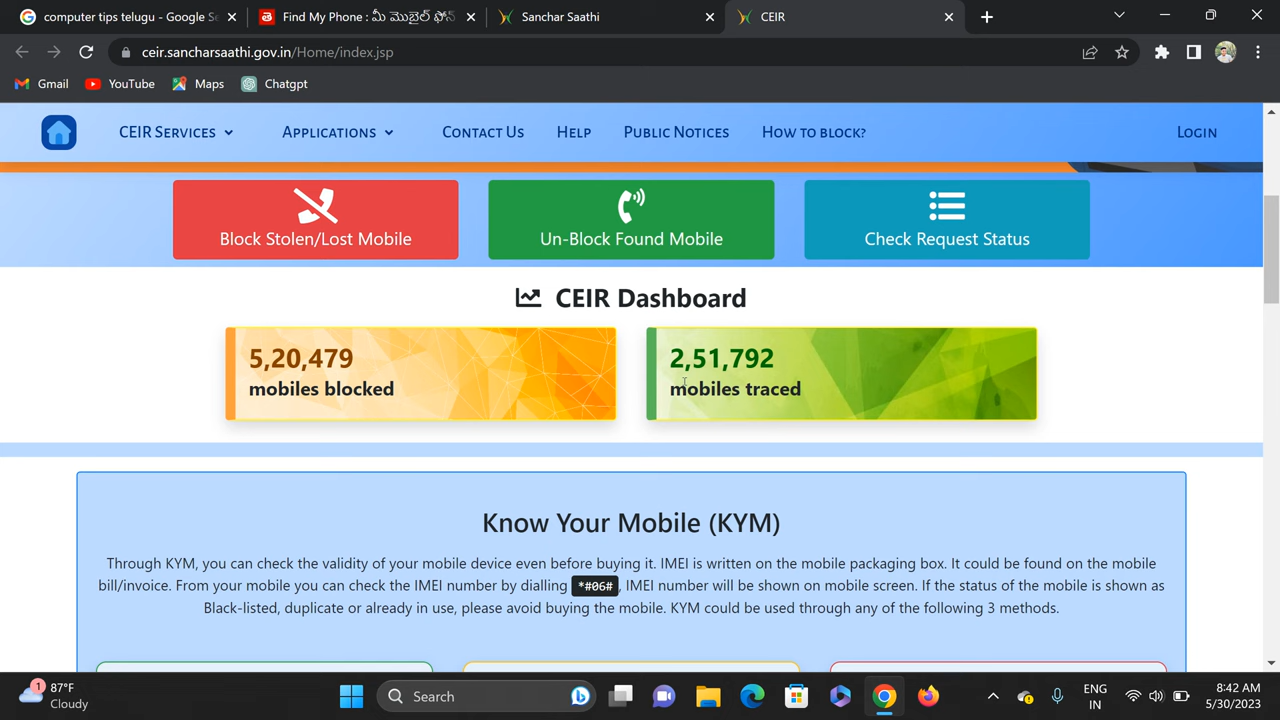 computer tips telugu - Google Se
Find My Phone : మీ మొబైల్ ఫోన్
Sanchar Saathi
CEIR
ceir.sancharsaathi.gov.in/Home/index.jsp
Gmail
YouTube
Maps
Chatgpt
CEIR Services
Applications
Contact Us
Help
Public Notices
How to block?
Login
Block Stolen/Lost Mobile
Un-Block Found Mobile
Check Request Status
CEIR Dashboard
5,20,479
mobiles blocked
2,51,792
mobiles traced
Know Your Mobile (KYM)
Through KYM, you can check the validity of your mobile device even before buying it. IMEI is written on the mobile packaging box. It could be found on the mobile
bill/invoice. From your mobile you can check the IMEI number by dialling *#06#, IMEI number will be shown on mobile screen. If the status of the mobile is shown as
Black-listed, duplicate or already in use, please avoid buying the mobile. KYM could be used through any of the following 3 methods.
1
87°F
Cloudy
Search
ENG
IN
8:42 AM
5/30/2023